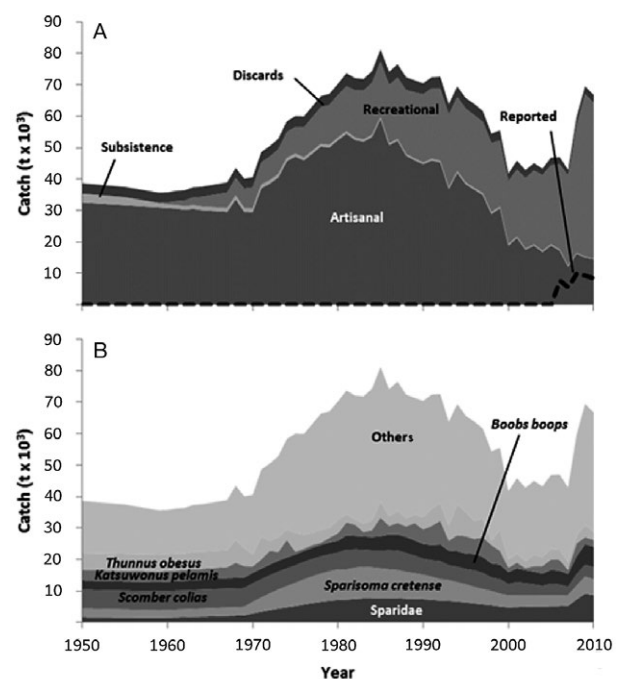 A
90
80
70
60
50
40
30
20
10
Catch (t x 10³)
Discards
Recreational
Reported
Subsistence
Artisanal
B
90
80
70
60
50
40
30
20
10
Catch (t x 10³)
Boobs boops
Others
Thunnus obesus
Katsuwonus pelamis
Scomber colias
Sparisoma cretense
Sparidae
1950 1960 1970 1980 1990 2000 2010
Year